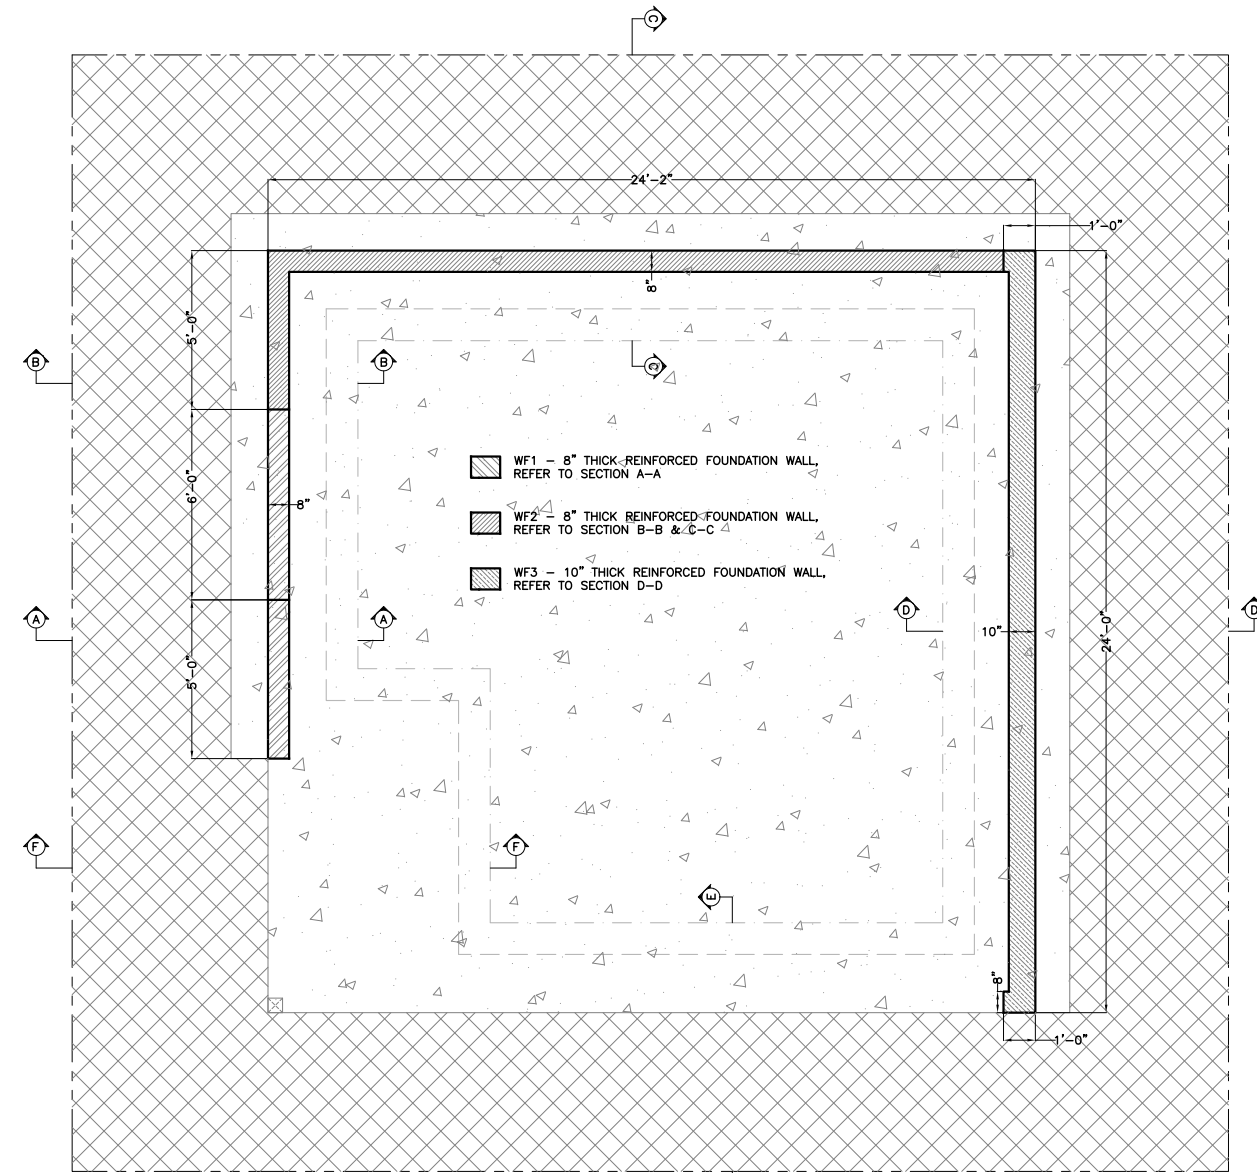 C
24'-2"
1'-0"
8"
5'-0"
B
B
C
WF1 – 8" THICK REINFORCED FOUNDATION WALL,
REFER TO SECTION A–A
6'-0"
8"
WF2 – 8" THICK REINFORCED FOUNDATION WALL,
REFER TO SECTION B–B & C–C
WF3 – 10" THICK REINFORCED FOUNDATION WALL,
REFER TO SECTION D–D
A
A
D
D
10"
24'-0"
5'-0"
F
F
E
8"
1'-0"